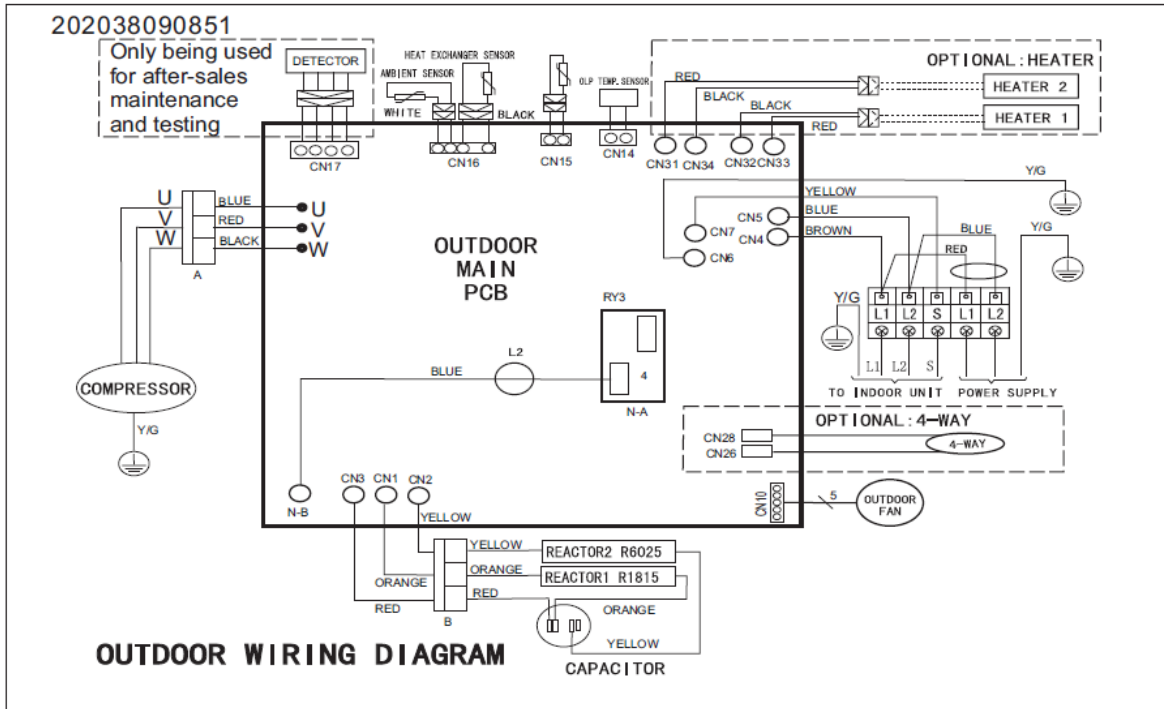 202038090851
Only being used
for after-sales
maintenance
and testing
DETECTOR
CN17
HEAT EXCHANGER SENSOR
AMBIENT SENSOR
WHITE
BLACK
CN16
CN15
OLP TEMP. SENSOR
CN14
OPTIONAL:HEATER
RED
BLACK
BLACK
RED
HEATER 2
HEATER 1
CN31
CN34
CN32
CN33
Y/G
U
V
W
BLUE
RED
BLACK
U
V
W
A
OUTDOOR
MAIN
PCB
YELLOW
BLUE
BROWN
CN5
CN7
CN4
CN6
BLUE
RED
Y/G
Y/G
L1 L2 S L1 L2
L1 L2 S
TO INDOOR UNIT
POWER SUPPLY
RY3
4
N-A
L2
BLUE
COMPRESSOR
Y/G
OPTIONAL:4-WAY
CN28
CN26
4-WAY
N-B
CN3
CN1
CN2
YELLOW
CN10
5
OUTDOOR
FAN
YELLOW
REACTOR2 R6025
ORANGE
ORANGE
REACTOR1 R1815
RED
RED
ORANGE
B
YELLOW
CAPACITOR
OUTDOOR WIRING DIAGRAM